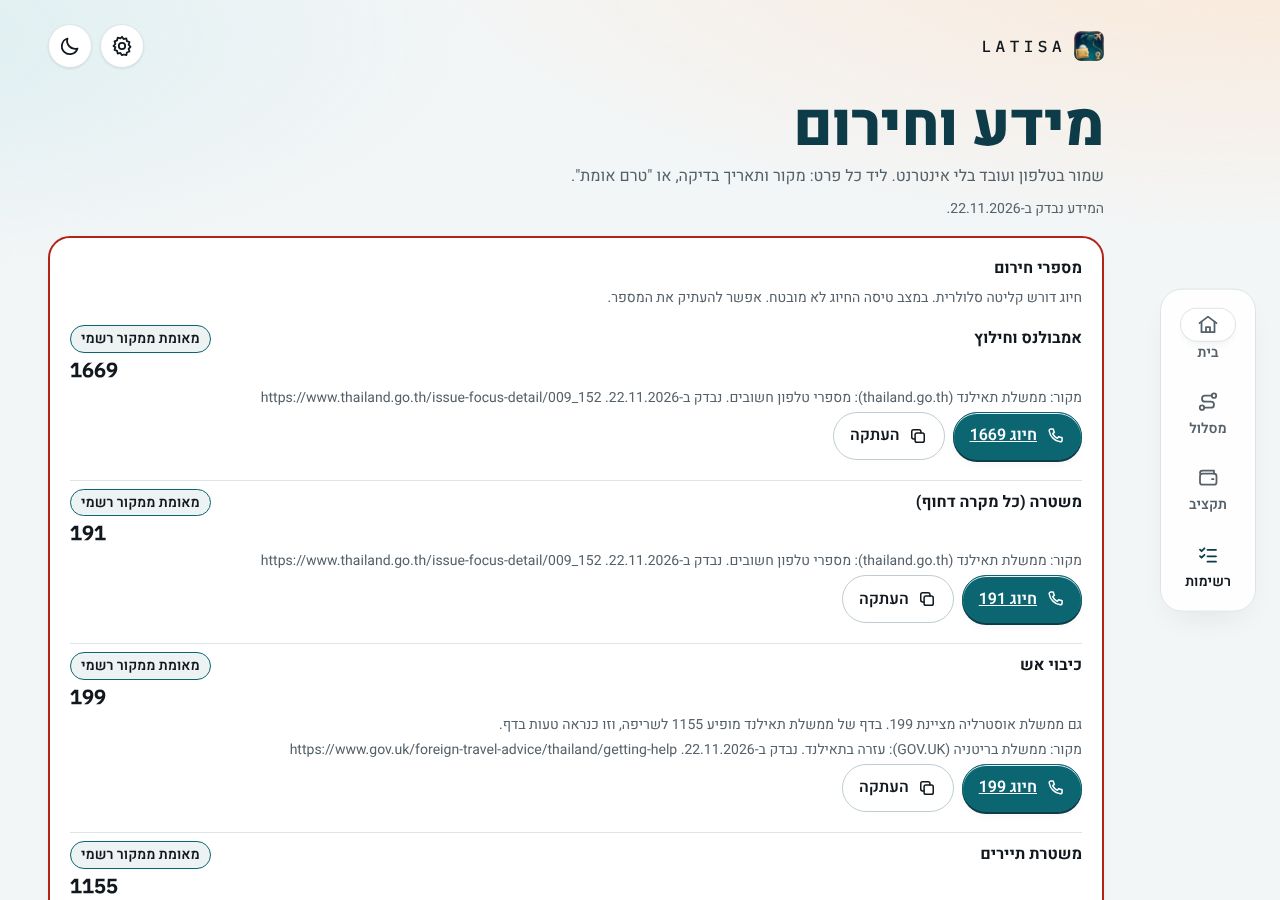 LATISA
מידע וחירום
שמור בטלפון ועובד בלי אינטרנט. ליד כל פרט: מקור ותאריך בדיקה, או "טרם אומת".
המידע נבדק ב-22.11.2026.
מספרי חירום
חיוג דורש קליטה סלולרית. במצב טיסה החיוג לא מובטח. אפשר להעתיק את המספר.
אמבולנס וחילוץ
מאומת ממקור רשמי
1669
מקור: ממשלת תאילנד (thailand.go.th): מספרי טלפון חשובים. נבדק ב-22.11.2026. https://www.thailand.go.th/issue-focus-detail/009_152
חיוג 1669
העתקה
משטרה (כל מקרה דחוף)
מאומת ממקור רשמי
191
מקור: ממשלת תאילנד (thailand.go.th): מספרי טלפון חשובים. נבדק ב-22.11.2026. https://www.thailand.go.th/issue-focus-detail/009_152
חיוג 191
העתקה
כיבוי אש
מאומת ממקור רשמי
199
גם ממשלת אוסטרליה מציינת 199. בדף של ממשלת תאילנד מופיע 1155 לשריפה, וזו כנראה טעות בדף.
מקור: ממשלת בריטניה (GOV.UK): עזרה בתאילנד. נבדק ב-22.11.2026. https://www.gov.uk/foreign-travel-advice/thailand/getting-help
חיוג 199
העתקה
משטרת תיירים
מאומת ממקור רשמי
1155
בית
מסלול
תקציב
רשימות